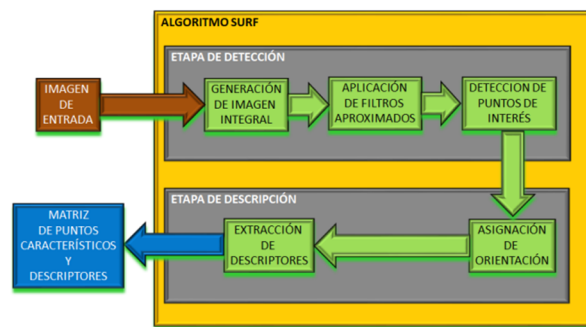 ALGORITMO SURF
ETAPA DE DETECCIÓN
IMAGEN
DE
ENTRADA
GENERACIÓN
DE IMAGEN
INTEGRAL
APLICACIÓN
DE FILTROS
APROXIMADOS
DETECCION DE
PUNTOS DE
INTERÉS
ETAPA DE DESCRIPCIÓN
ASIGNACIÓN
DE
ORIENTACIÓN
EXTRACCIÓN
DE
DESCRIPTORES
MATRIZ
DE PUNTOS
CARACTERÍSTICOS
Y
DESCRIPTORES